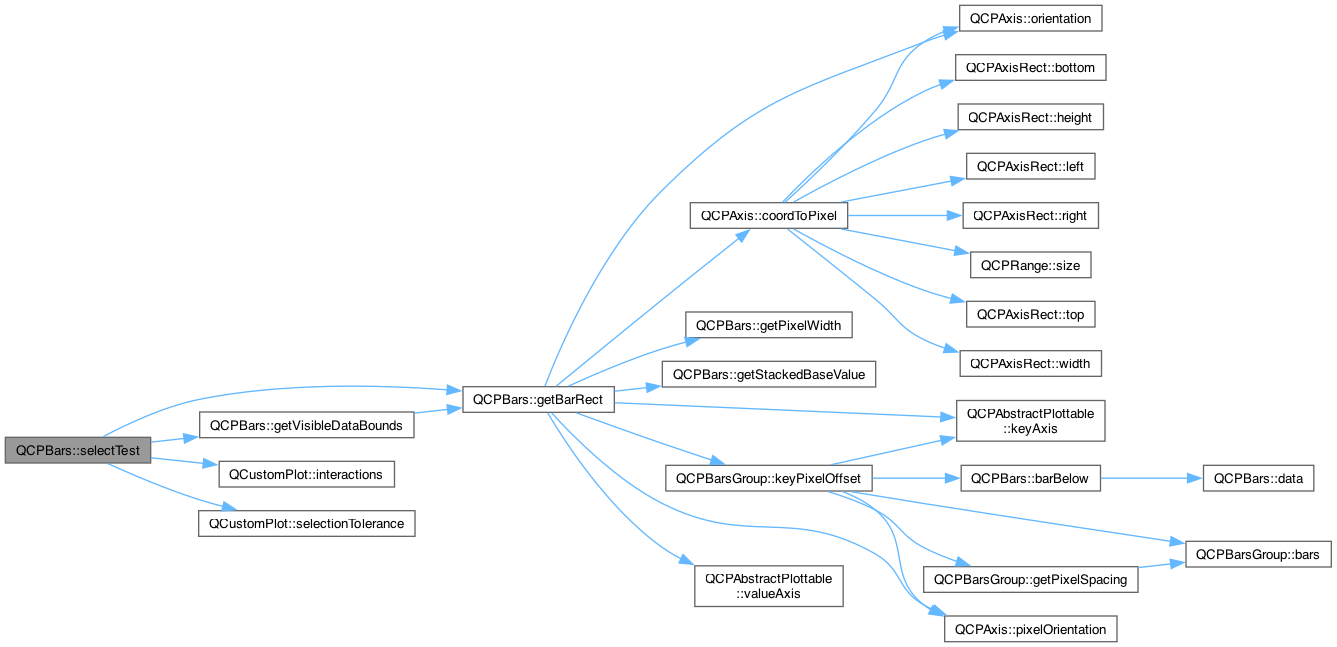 QCPAxis::orientation
QCPAxisRect::bottom
QCPAxisRect::height
QCPAxisRect::left
QCPAxis::coordToPixel
QCPAxisRect::right
QCPRange::size
QCPAxisRect::top
QCPBars::getPixelWidth
QCPAxisRect::width
QCPBars::getStackedBaseValue
QCPBars::getBarRect
QCPAbstractPlottable
::keyAxis
QCPBars::getVisibleDataBounds
QCPBars::selectTest
QCustomPlot::interactions
QCPBarsGroup::keyPixelOffset
QCPBars::barBelow
QCPBars::data
QCustomPlot::selectionTolerance
QCPBarsGroup::bars
QCPAbstractPlottable
::valueAxis
QCPBarsGroup::getPixelSpacing
QCPAxis::pixelOrientation